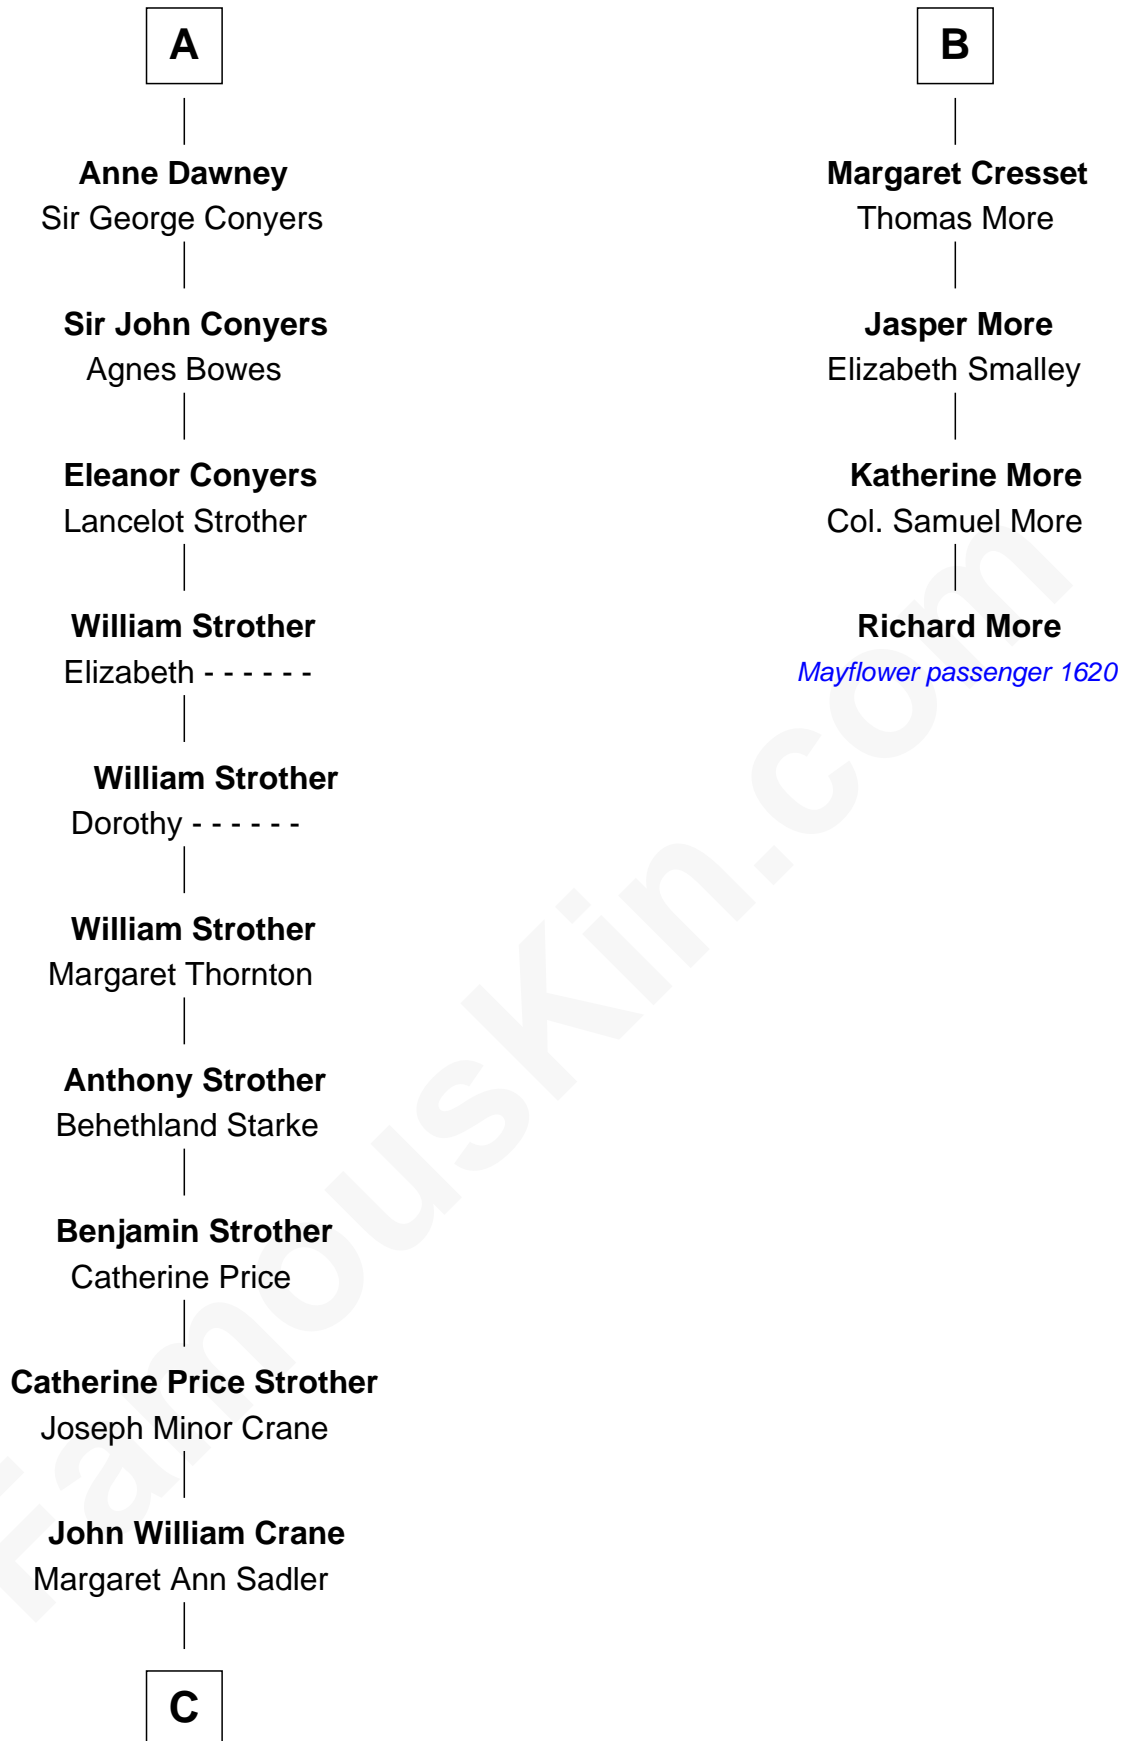 A
Anne Dawney
Sir George Conyers
Sir John Conyers
Agnes Bowes
Eleanor Conyers
Lancelot Strother
William Strother
Elizabeth - - - - - -
William Strother
Dorothy - - - - - -
William Strother
Margaret Thornton
Anthony Strother
Behethland Starke
Benjamin Strother
Catherine Price
Catherine Price Strother
Joseph Minor Crane
John William Crane
Margaret Ann Sadler
C
B
Margaret Cresset
Thomas More
Jasper More
Elizabeth Smalley
Katherine More
Col. Samuel More
Richard More
Mayflower passenger 1620
FamousKin.com